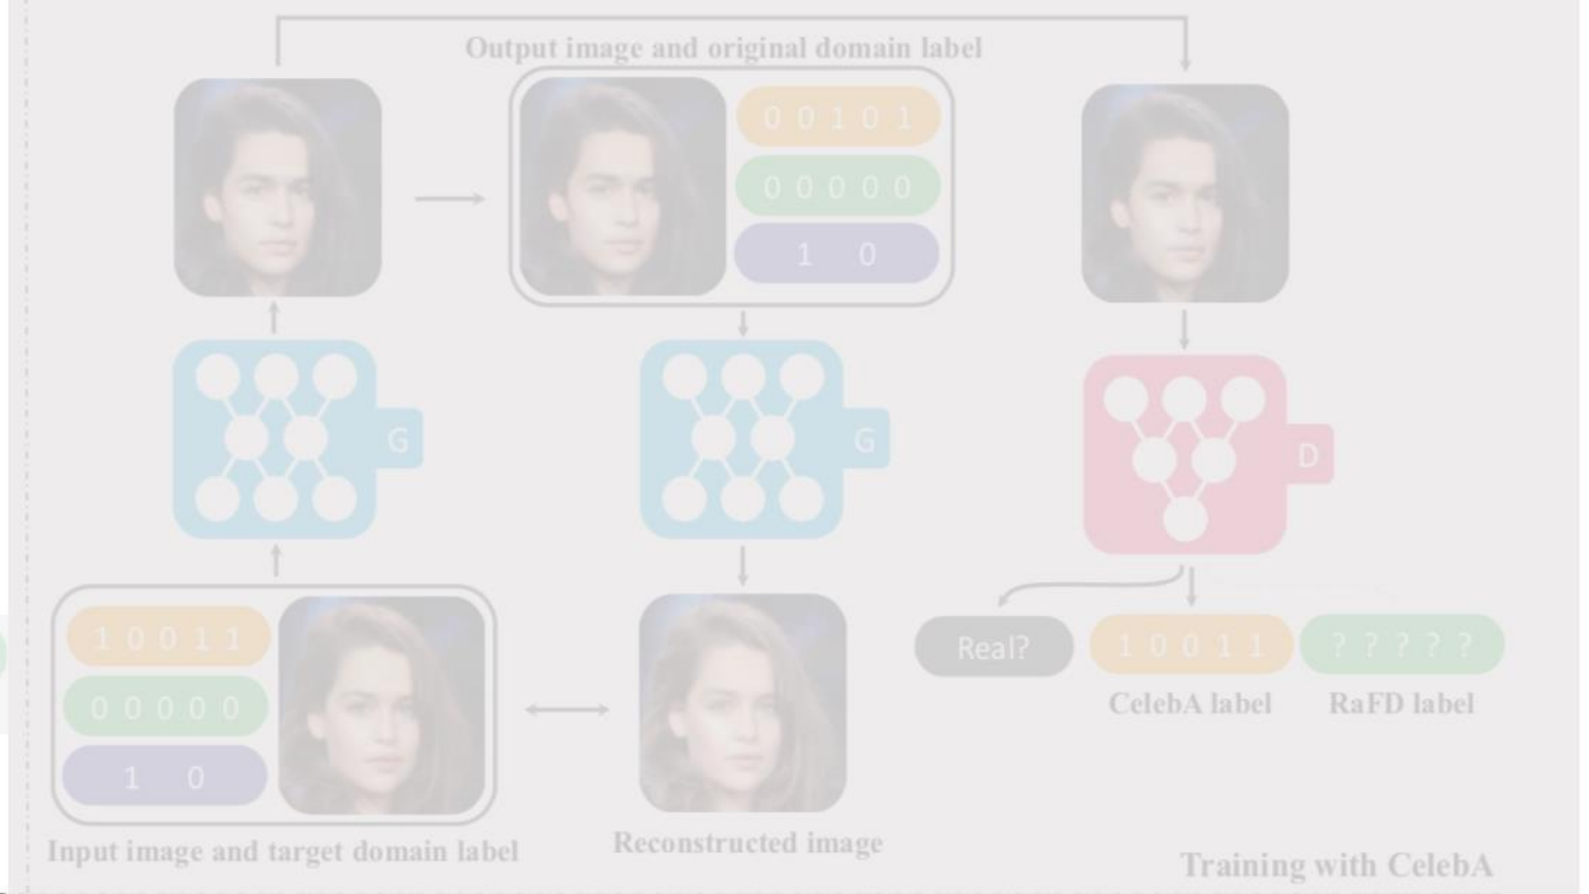 Output image and original domain label
0 0 1 0 1
0 0 0 0 0
1 0
G
G
D
1 0 0 1 1
0 0 0 0 0
1 0
Real?
1 0 0 1 1
? ? ? ? ?
CelebA label
RaFD label
Input image and target domain label
Reconstructed image
Training with CelebA